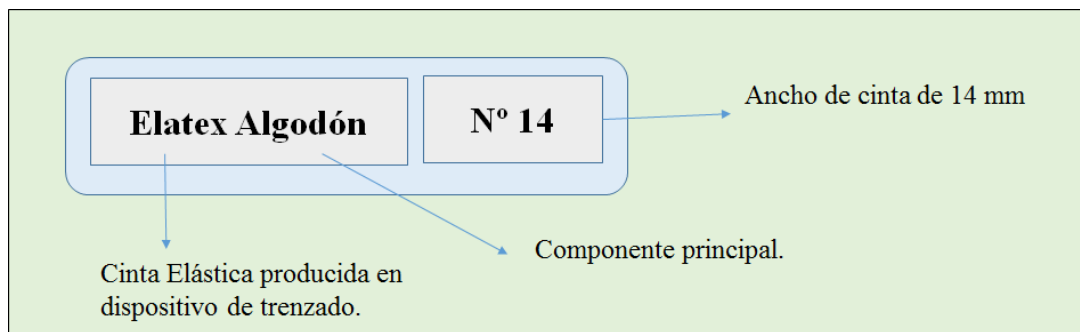 Elatex Algodón
Nº 14
Ancho de cinta de 14 mm
Componente principal.
Cinta Elástica producida en
dispositivo de trenzado.